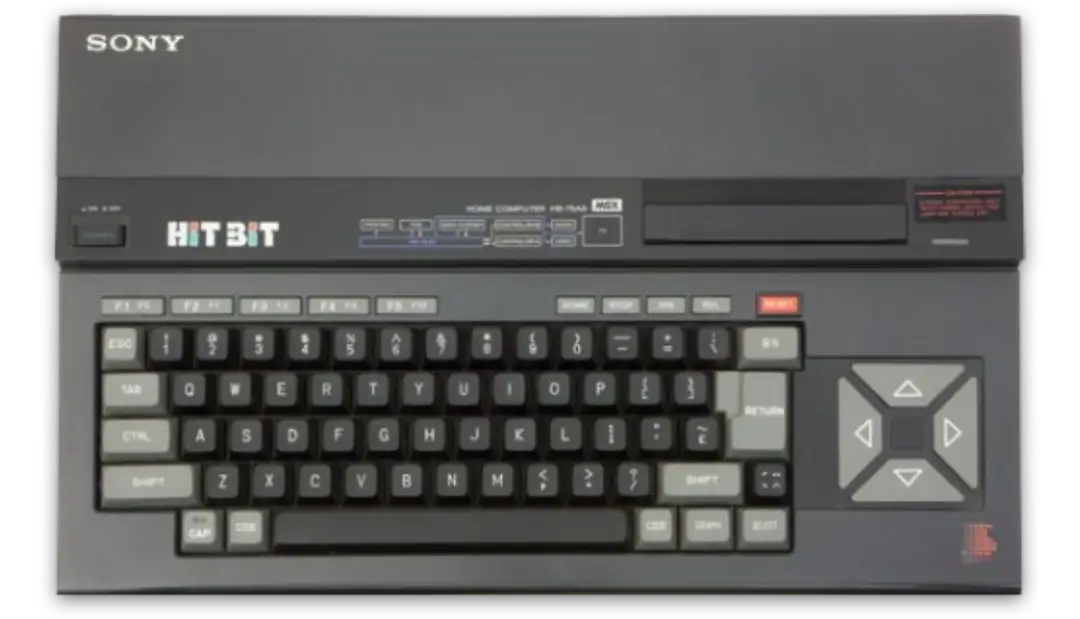 SONY
HOME COMPUTER HB-75AS MSX
HiT BiT
F1 F6 F2 F7 F3 F8 F4 F9 F5 F10 HOME STOP INS DEL RESET
ESC ! 1 @ 2 # 3 $ 4 % 5 ^ 6 & 7 * 8 ( 9 ) 0 — - + = | \ BS
TAB Q W E R T Y U I O P [ ]
RETURN
CTRL A S D F G H J K L
SHIFT Z X C V B N M < , > . ? / SHIFT
CAP CODE CODE GRAPH SELECT